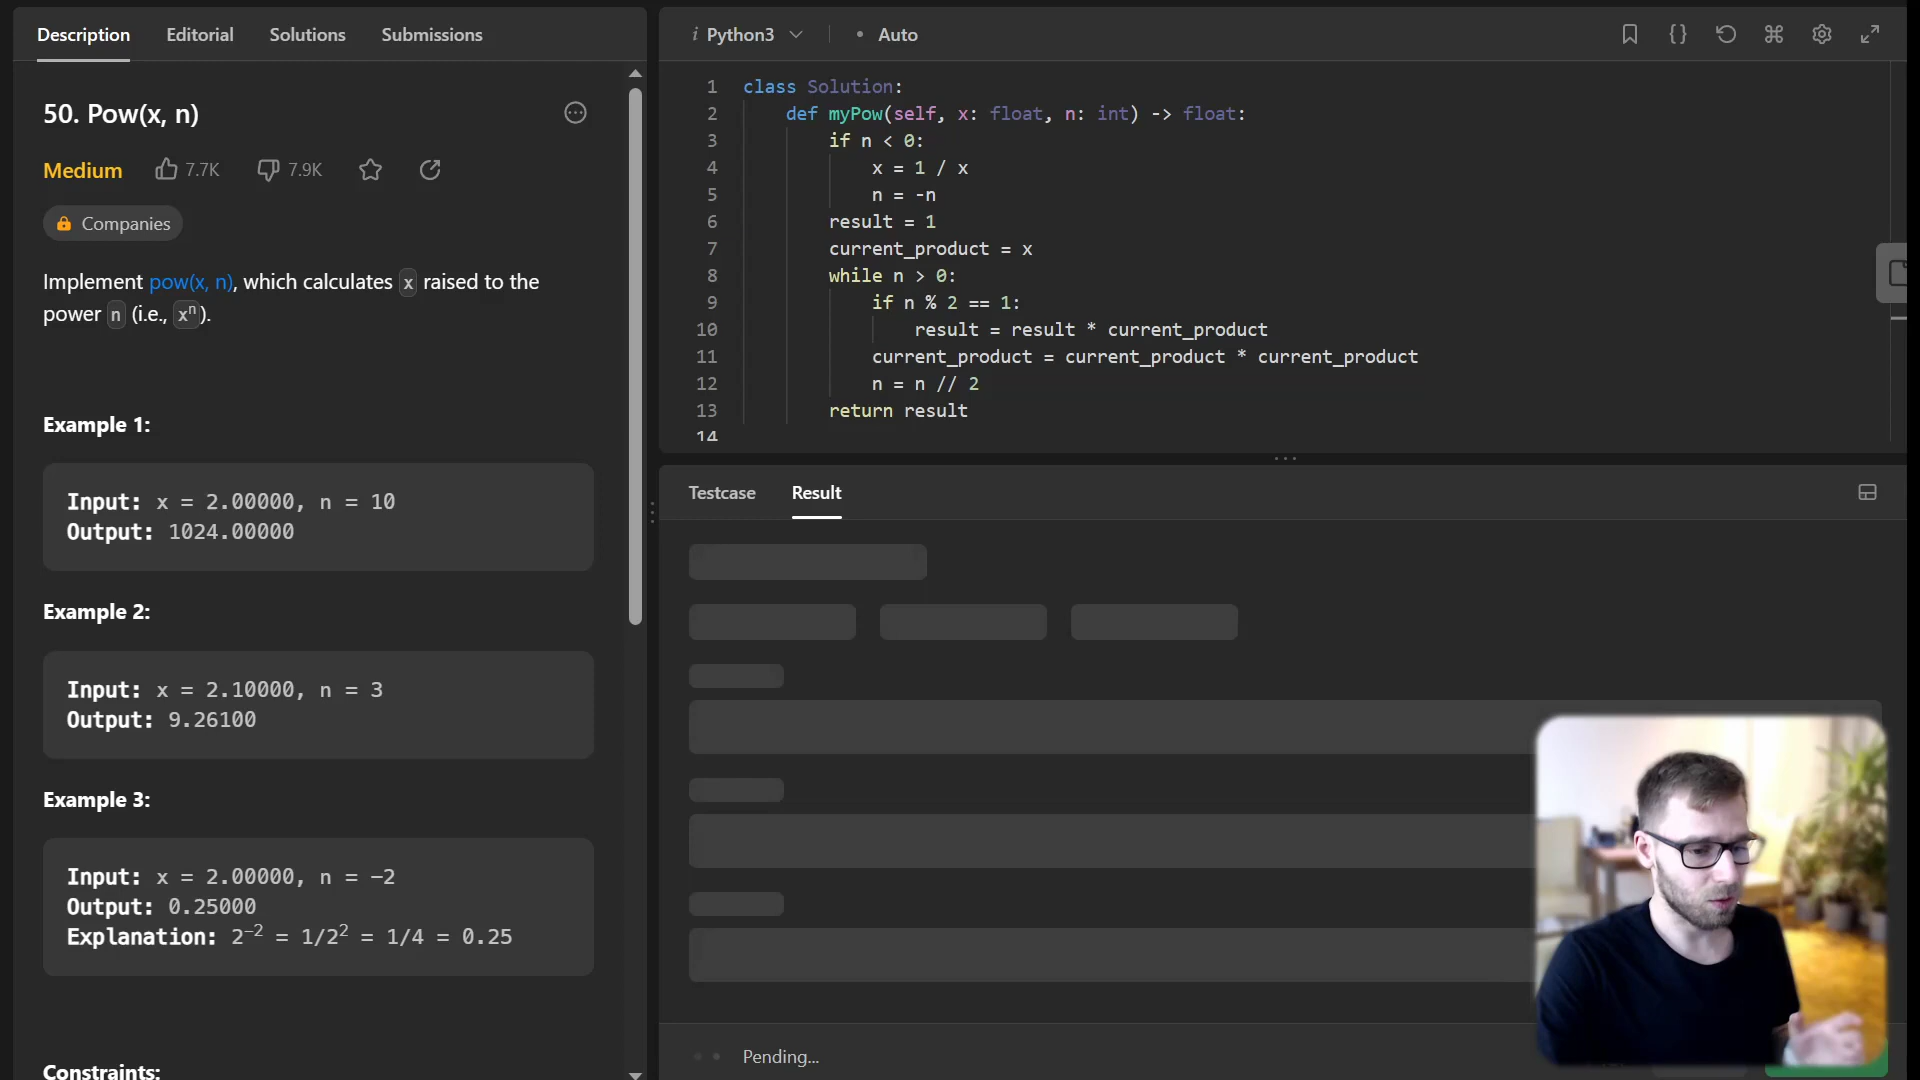 Description Editorial Solutions Submissions
50. Pow(x, n)
Medium 7.7K 7.9K
Companies
Implement pow(x, n), which calculates x raised to the
power n (i.e., xⁿ).
Example 1:
Input: x = 2.00000, n = 10
Output: 1024.00000
Example 2:
Input: x = 2.10000, n = 3
Output: 9.26100
Example 3:
Input: x = 2.00000, n = -2
Output: 0.25000
Explanation: 2⁻² = 1/2² = 1/4 = 0.25
Constraints:
i Python3 • Auto
1 class Solution:
2 def myPow(self, x: float, n: int) -> float:
3 if n < 0:
4 x = 1 / x
5 n = -n
6 result = 1
7 current_product = x
8 while n > 0:
9 if n % 2 == 1:
10 result = result * current_product
11 current_product = current_product * current_product
12 n = n // 2
13 return result
14
Testcase Result
Pending...